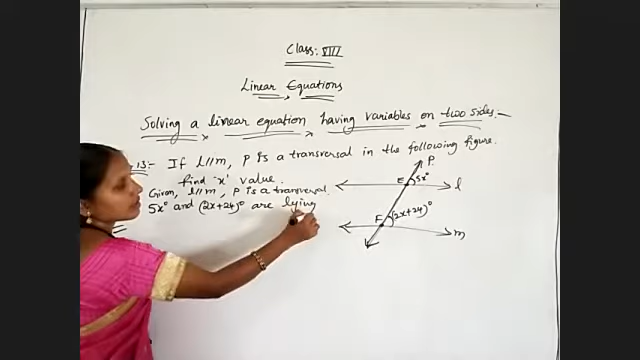 Class: VIII
Linear Equations
Solving a linear equation having variables on two sides.-
13:- If l//m, P is a transversal in the following figure.
find 'x' value.
Given, l//m, P is a transversal.
5x° and (2x+24)° are lying
P.
E 5x°
l
F (2x+24)°
m